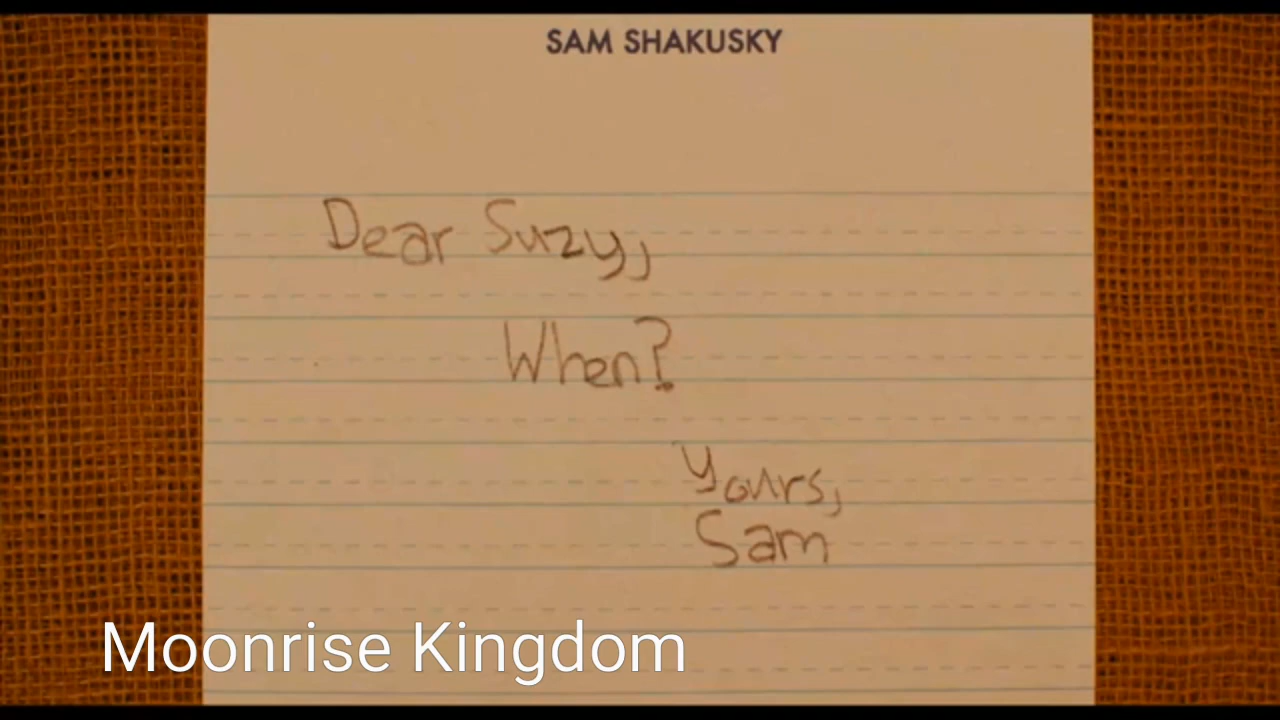 SAM SHAKUSKY
Dear Suzy,
When?
Yours,
Sam
Moonrise Kingdom